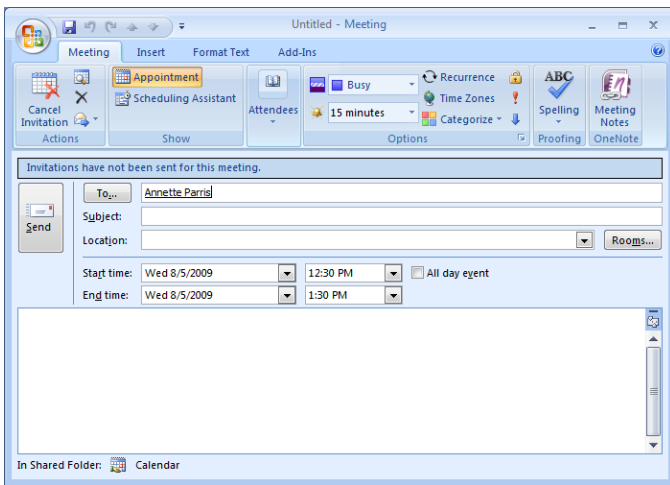 Untitled - Meeting
Meeting Insert Format Text Add-Ins
Cancel Invitation
Actions
Appointment
Scheduling Assistant
Show
Attendees
Busy
15 minutes
Recurrence
Time Zones
Categorize
Options
ABC
Spelling
Proofing
Meeting Notes
OneNote
Invitations have not been sent for this meeting.
Send
To... Annette Parris
Subject:
Location: Rooms...
Start time: Wed 8/5/2009 12:30 PM All day event
End time: Wed 8/5/2009 1:30 PM
In Shared Folder: Calendar